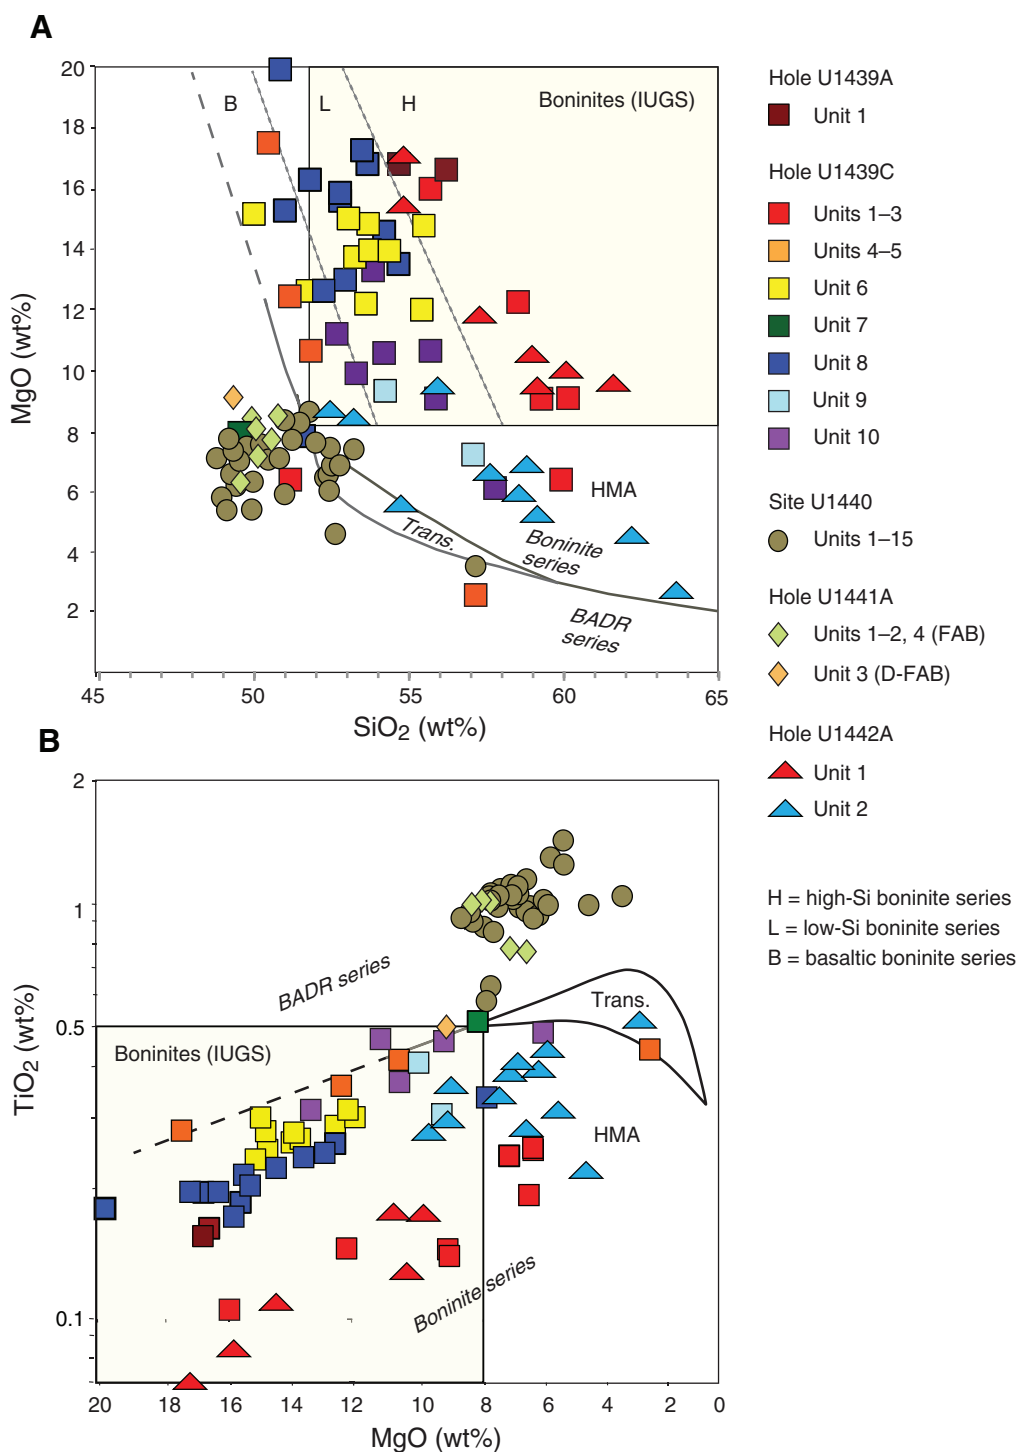 A
20
18
16
14
12
10
8
6
4
2
MgO (wt%)
B
L
H
Boninites (IUGS)
HMA
Trans.
Boninite
series
BADR
series
45
50
55
60
65
SiO2 (wt%)
B
2
1
0.5
0.1
TiO2 (wt%)
BADR series
Boninites (IUGS)
Trans.
HMA
Boninite series
20
18
16
14
12
10
8
6
4
2
0
MgO (wt%)
Hole U1439A
Unit 1
Hole U1439C
Units 1–3
Units 4–5
Unit 6
Unit 7
Unit 8
Unit 9
Unit 10
Site U1440
Units 1–15
Hole U1441A
Units 1–2, 4 (FAB)
Unit 3 (D-FAB)
Hole U1442A
Unit 1
Unit 2
H = high-Si boninite series
L = low-Si boninite series
B = basaltic boninite series